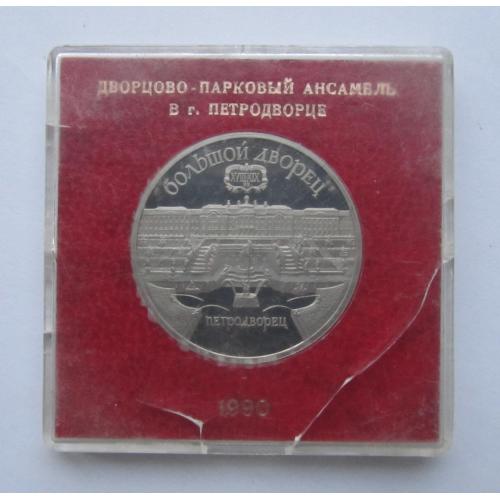 ДВОРЦОВО-ПАРКОВЫЙ АНСАМБЛЬ
В г. ПЕТРОДВОРЦЕ
"БОЛЬШОЙ ДВОРЕЦ"
ПЕТРОДВОРЕЦ
1990